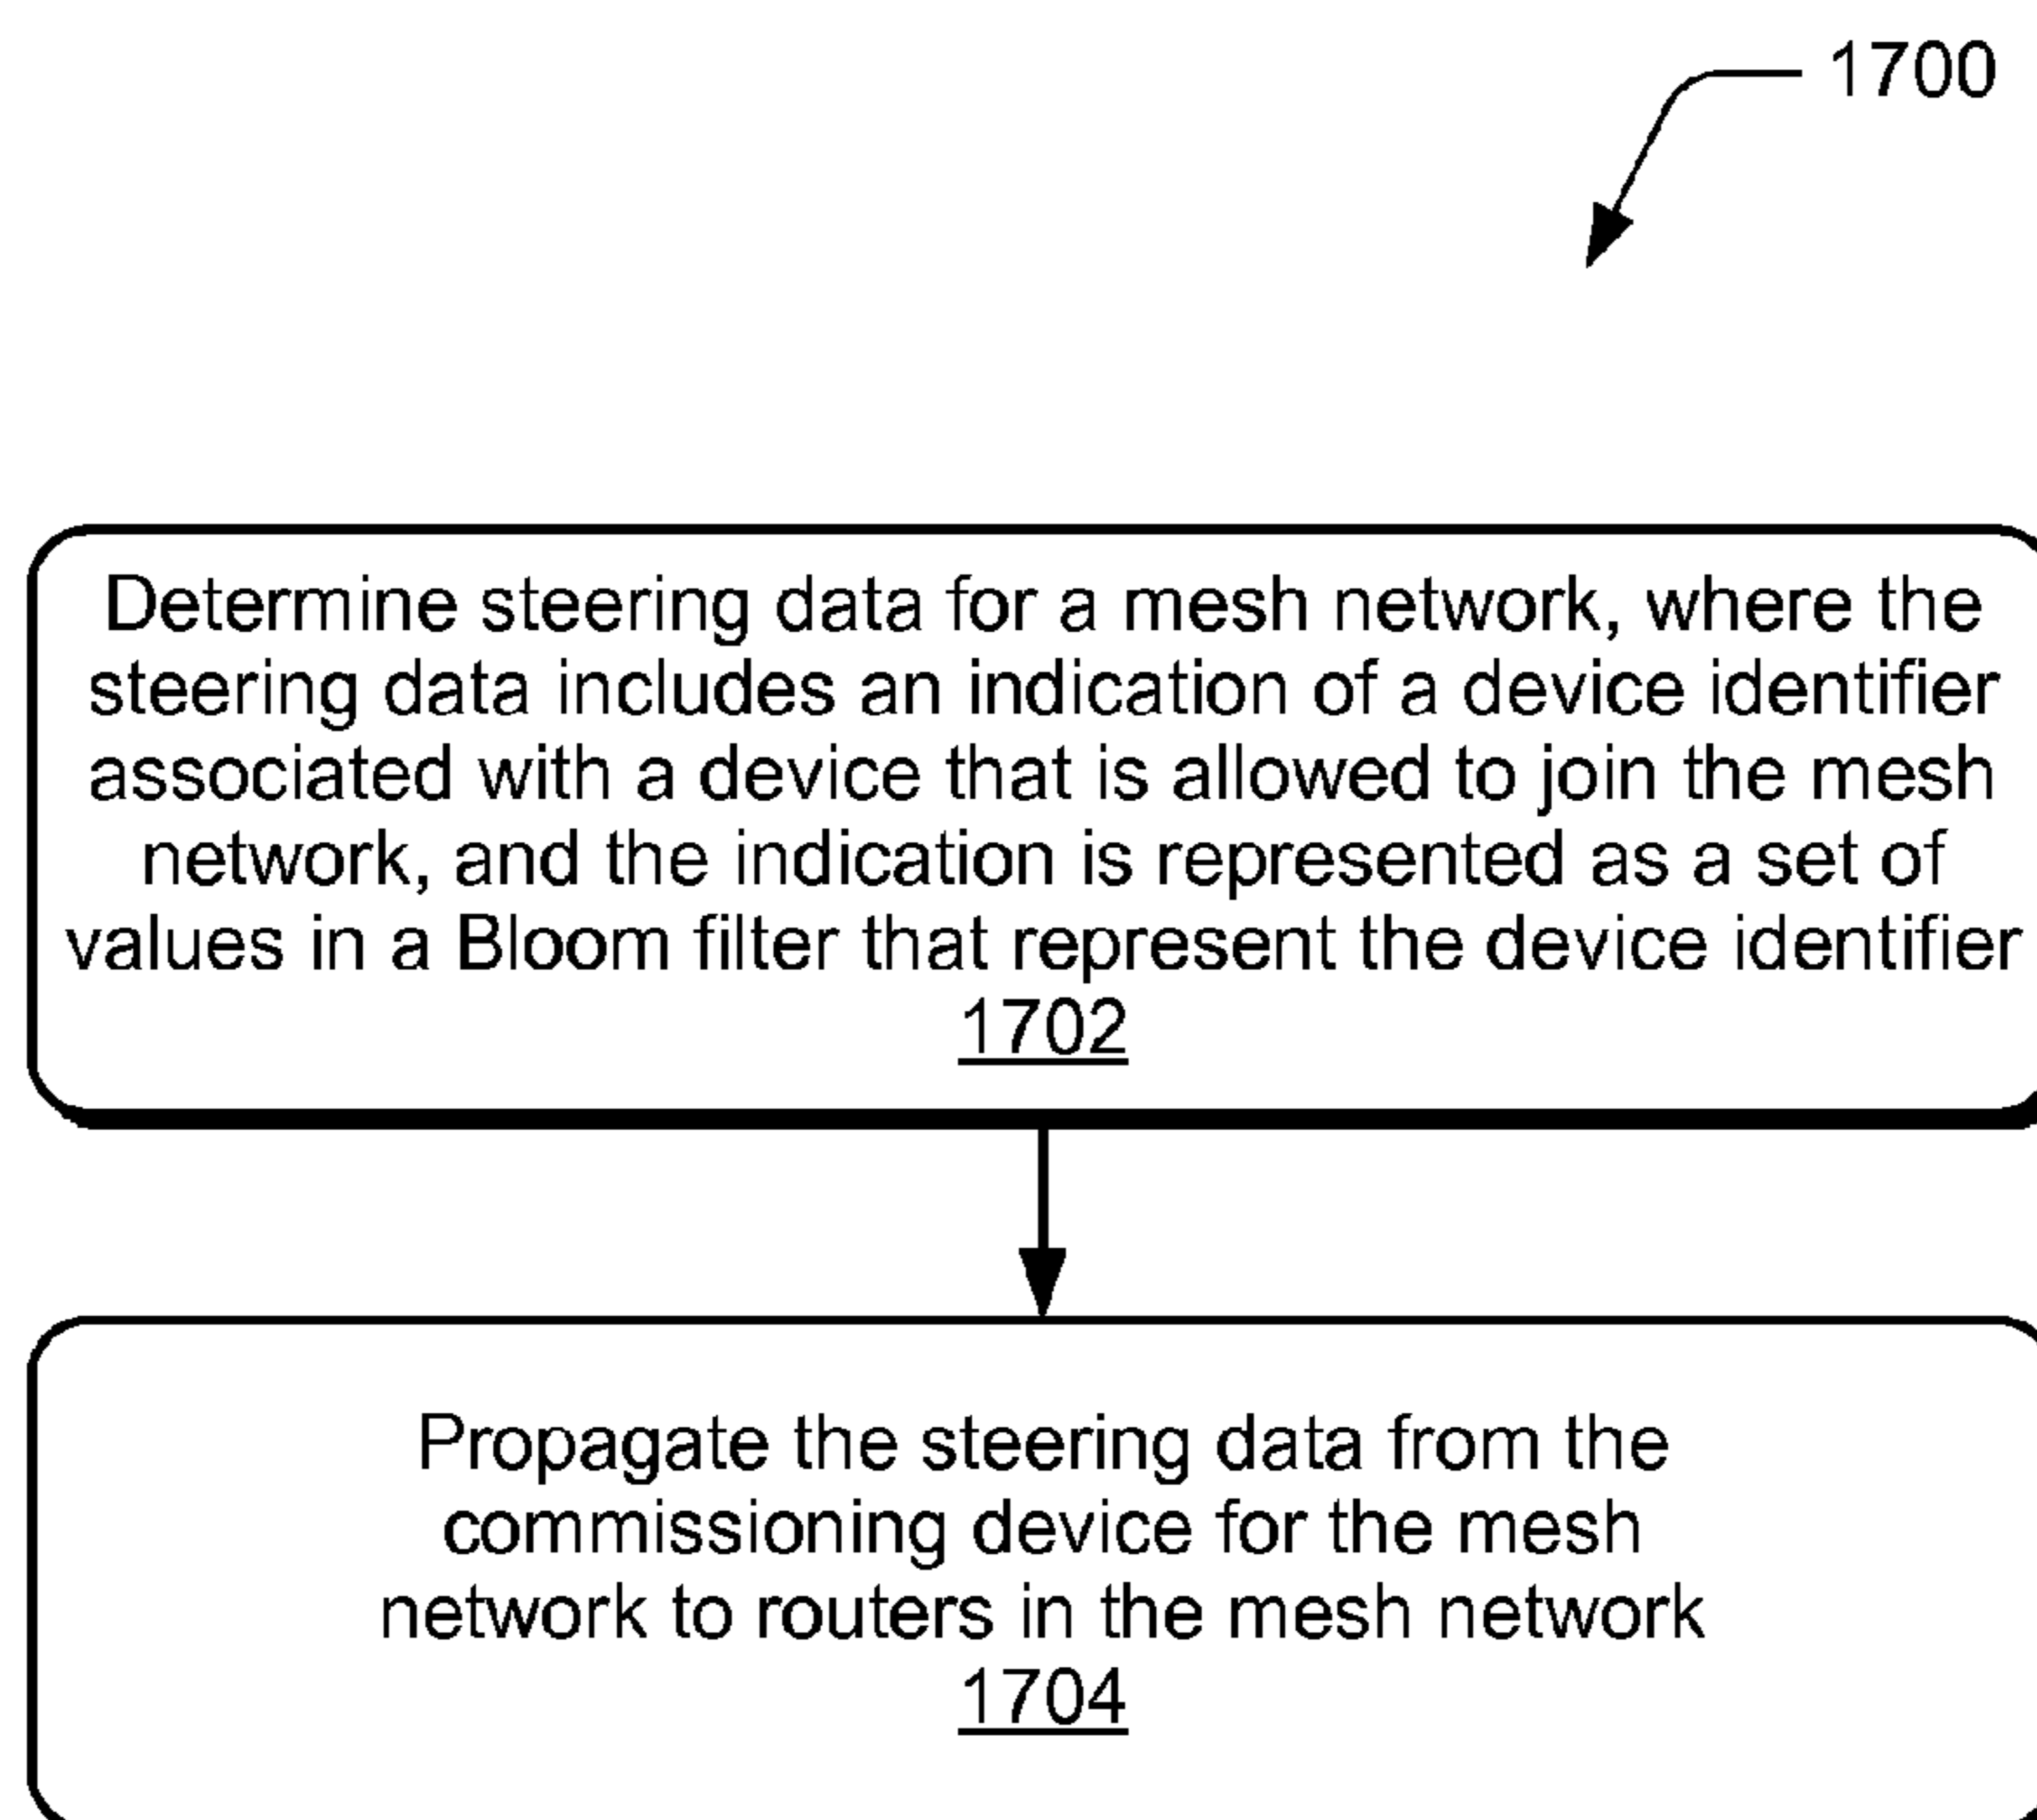 1700
Determine steering data for a mesh network, where the
steering data includes an indication of a device identifier
associated with a device that is allowed to join the mesh
network, and the indication is represented as a set of
values in a Bloom filter that represent the device identifier
1702
Propagate the steering data from the
commissioning device for the mesh
network to routers in the mesh network
1704